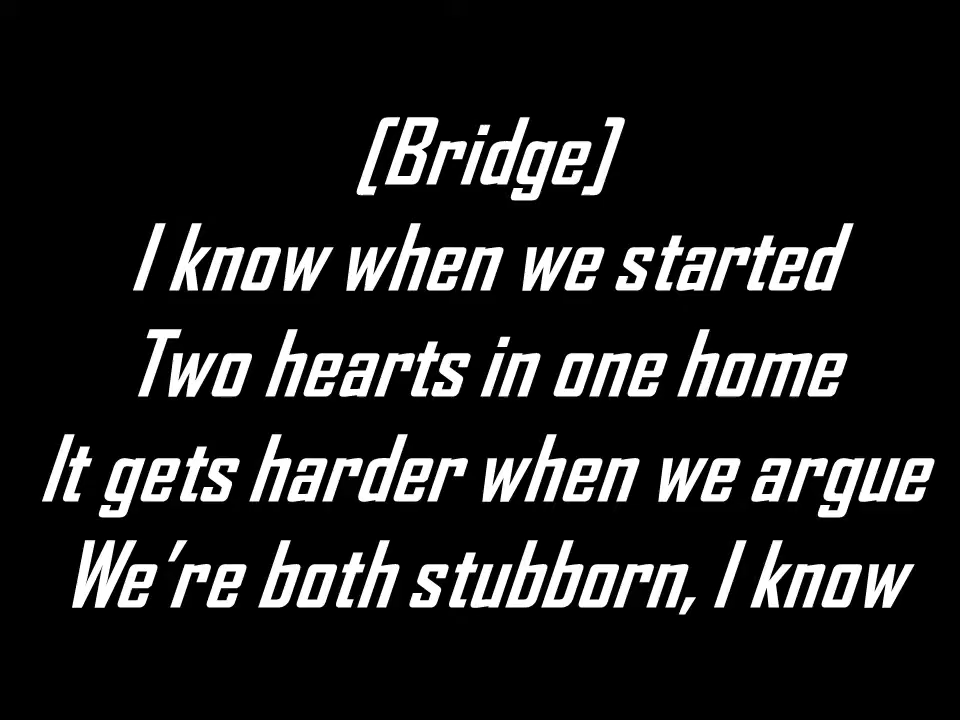 [Bridge]
I know when we started
Two hearts in one home
It gets harder when we argue
We're both stubborn, I know